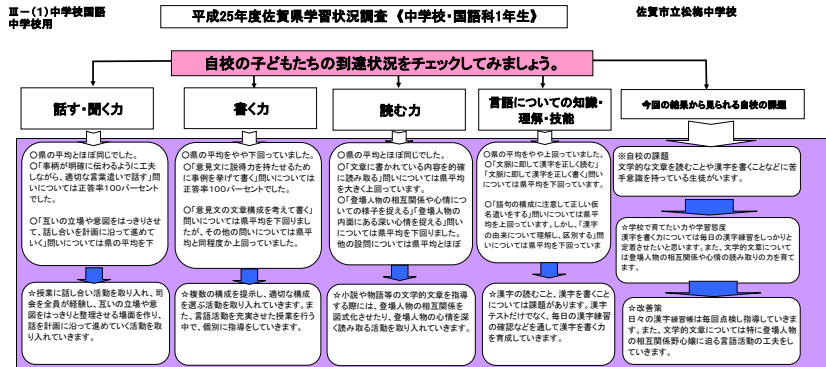 Ⅲ－(1)中学校国語
中学校用
平成25年度佐賀県学習状況調査 《中学校・国語科1年生》
佐賀市立松梅中学校
自校の子どもたちの到達状況をチェックしてみましょう。
話す・聞く力
書く力
読む力
言語についての知識・
理解・技能
今回の結果から見られる自校の課題
○県の平均とほぼ同じでした。
○「事柄が明確に伝わるように工夫
しながら、適切な言葉遣いで話す」問
いについては正答率100パーセント
でした。
○「互いの立場や意図をはっきりさせ
て、話し合いを計画に沿って進めて
いく」問いについては県の平均を下
○県の平均をやや下回っていました。
○「意見文に説得力を持たせるため
に事例を挙げて書く」問いについては
正答率100パーセントでした。
○「意見文の文章構成を考えて書く」
問いについては県平均を下回りまし
たが、その他の問いについては県平
均と同程度か上回っていました。
○県の平均とほぼ同じでした。
○「文章に書かれている内容を的確
に読み取る」問いについては県平均
を大きく上回っています。
○「登場人物の相互関係や心情につ
いての様子を捉える」「登場人物の
内面にある深い心情を捉える」問い
については県平均を下回りました。
他の設問については県平均とほぼ
○県の平均をやや上回っていました。
○「文脈に即して漢字を正しく読む」
「文脈に即して漢字を正しく書く」問い
については県平均を下回っています。
○「語句の構成に注意して正しい仮
名遣いをする」問いについては県平
均を上回っています。しかし、「漢字
の由来について理解し、区別する」問
いについては県平均を下回っていま
※自校の課題
文学的な文章を読むことや漢字を書くことなどに苦
手意識を持っている生徒がいます。
☆学校で育てたい力や学習態度
漢字を書く力については毎日の漢字練習をしっかりと
定着させたいと思います。また、文学的な文章について
は登場人物の相互関係や心情の読み取りの力を育て
ます。
☆改善策
日々の漢字練習帳は毎回点検し指導していきま
す。また、文学的文章については特に登場人物
の相互関係野心嬢に迫る言語活動の工夫をし
ていきます。
☆授業に話し合い活動を取り入れ、司
会を全員が経験し、互いの立場や意
図をはっきりと整理させる場面を作り、
話を計画に沿って進めていく活動を取
り入れていきます。
☆複数の構成を提示し、適切な構成
を選ぶ活動を取り入れていきます。ま
た、言語活動を充実させた授業を行う
中で、個別に指導をしていきます。
☆小説や物語等の文学的文章を指導
する際には、登場人物の相互関係を
図式化させたり、登場人物の心情を深
く読み取る活動を取り入れていきます。
☆漢字の読むこと、漢字を書くこと
については課題があります。漢字
テストだけでなく、毎日の漢字練習
の確認などを通して漢字を書く力
を育成していきます。